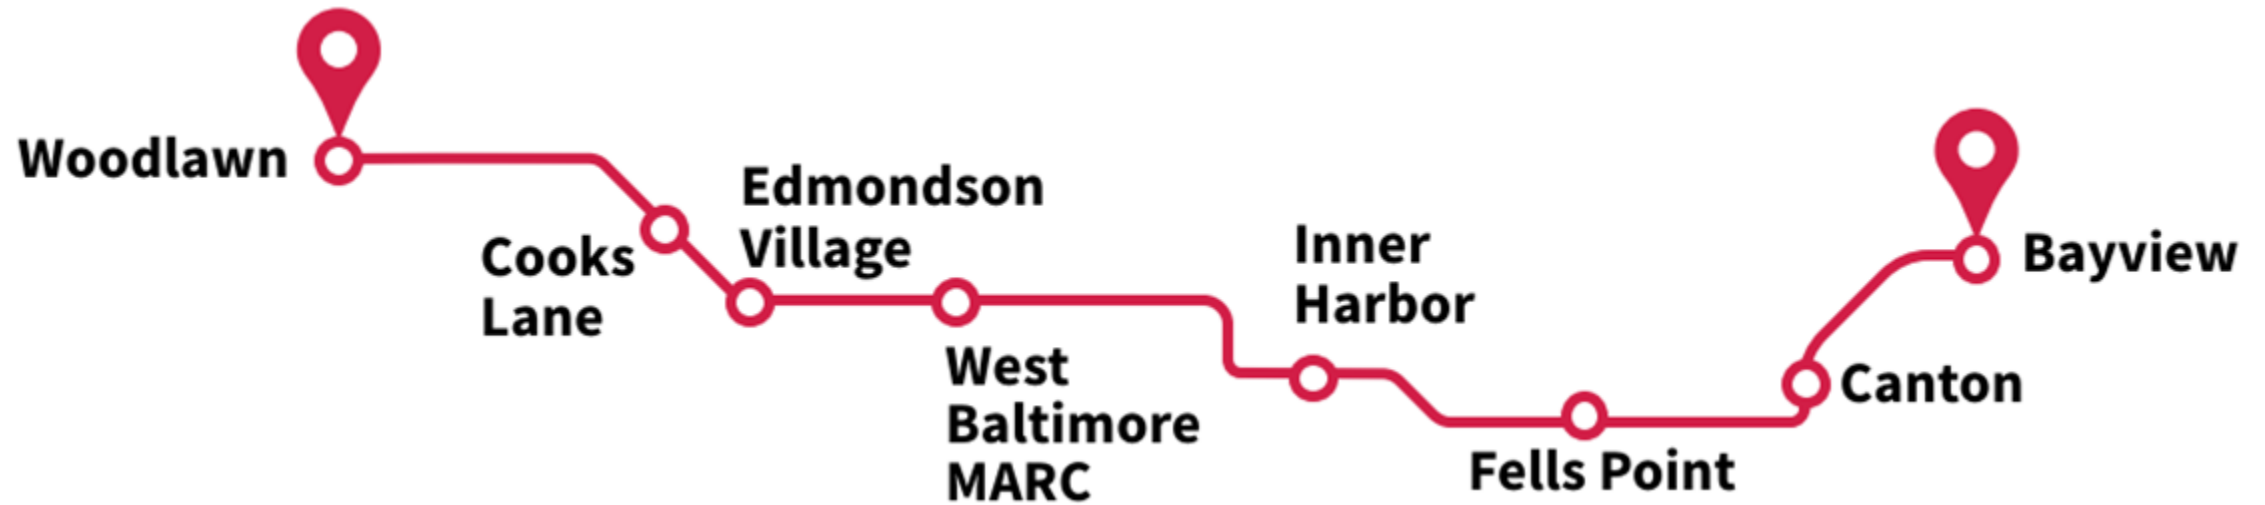 Woodlawn
Cooks
Lane
Edmondson
Village
West
Baltimore
MARC
Inner
Harbor
Fells Point
Canton
Bayview